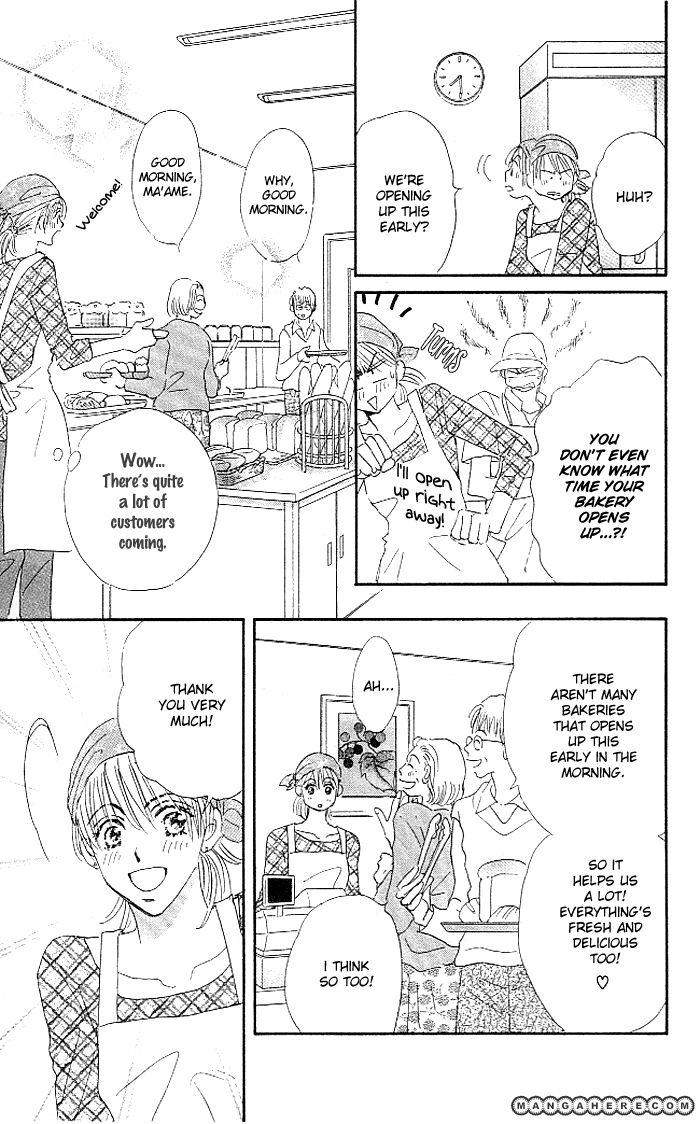 HUH?
WE'RE
OPENING
UP THIS
EARLY?
YOU
DON'T EVEN
KNOW WHAT
TIME YOUR
BAKERY
OPENS
UP...?!
Turns
I'll open
up right
away!
WHY,
GOOD
MORNING.
GOOD
MORNING,
MA'AME.
Welcome!
Wow...
There's quite
a lot of
customers
coming.
THERE
AREN'T MANY
BAKERIES
THAT OPENS
UP THIS
EARLY IN THE
MORNING.
SO IT
HELPS US
A LOT!
EVERYTHING'S
FRESH AND
DELICIOUS
TOO!
♡
AH...
I THINK
SO TOO!
THANK
YOU VERY
MUCH!
MANGAHERE.COM